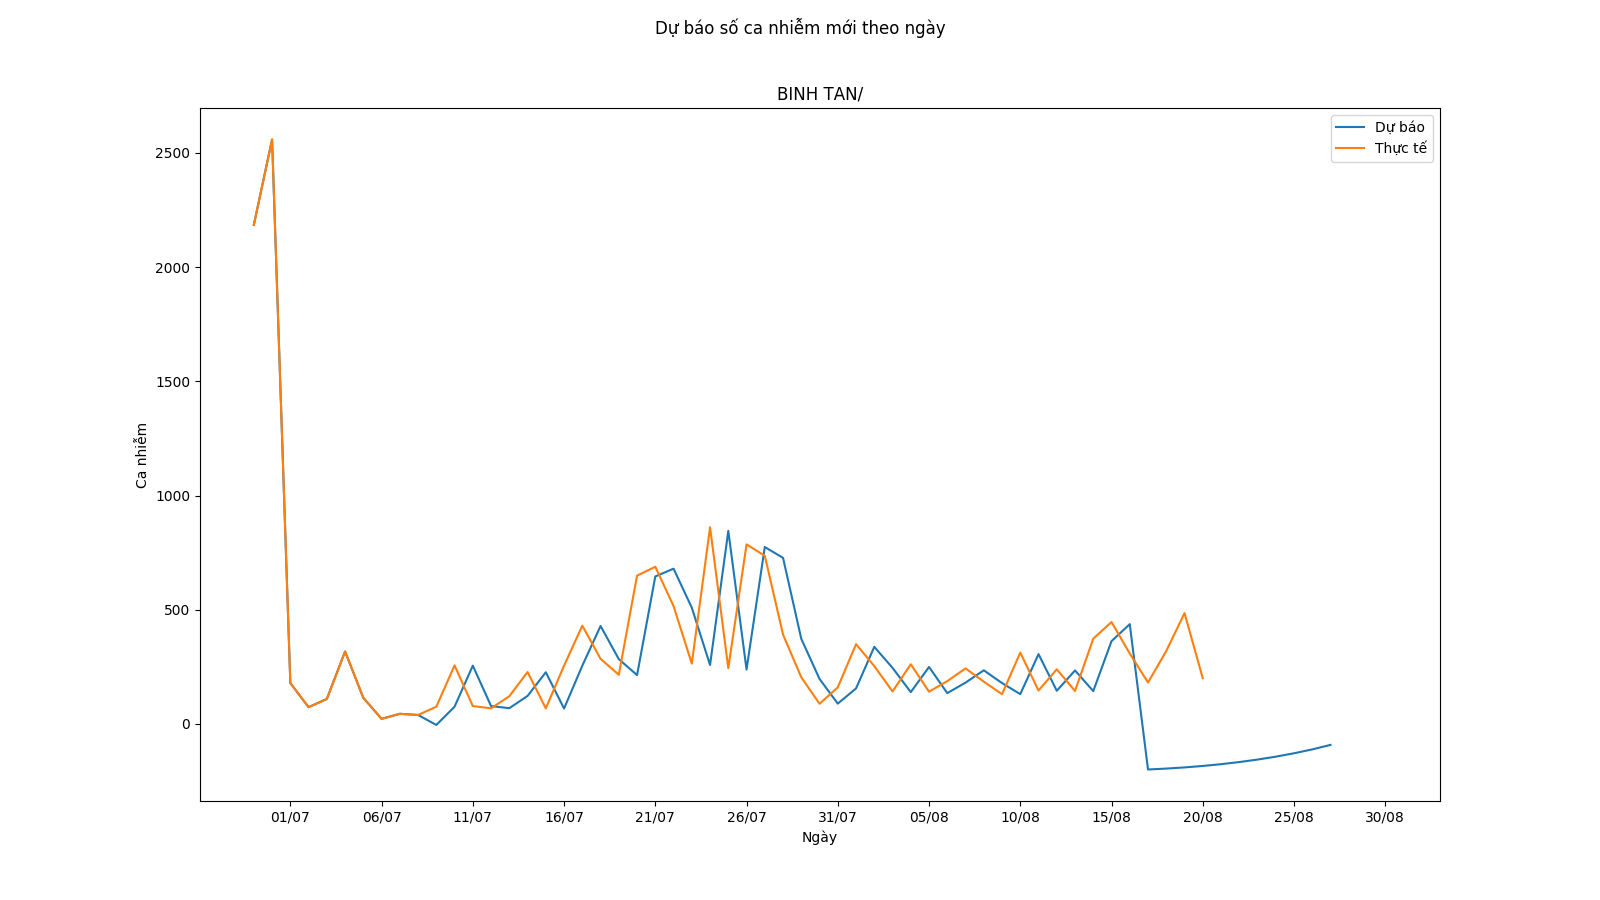 Dự báo số ca nhiễm mới theo ngày
BINH TAN/
Dự báo
Thực tế
2500
2000
1500
1000
500
0
Ca nhiễm
01/07 06/07 11/07 16/07 21/07 26/07 31/07 05/08 10/08 15/08 20/08 25/08 30/08
Ngày